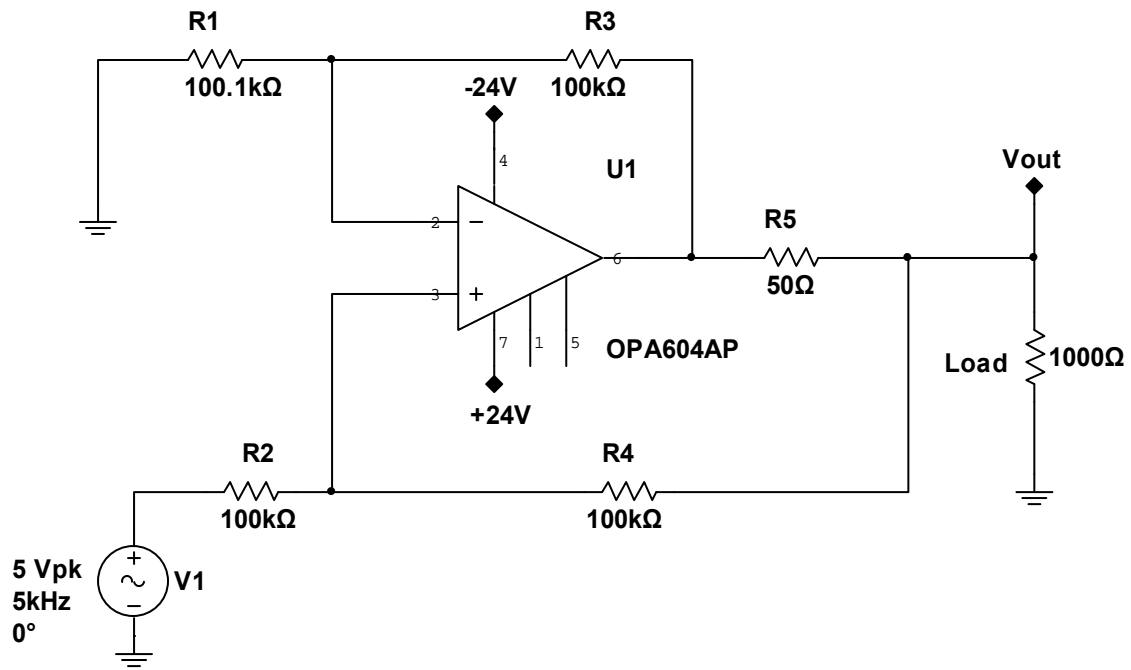 R1
100.1kΩ
R3
100kΩ
-24V
4
U1
2
−
3
+
6
7
1
5
OPA604AP
+24V
R5
50Ω
Vout
Load
1000Ω
R2
100kΩ
R4
100kΩ
5 Vpk
5kHz
0°
+
−
V1